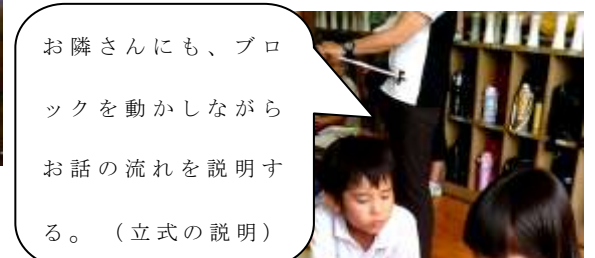 お隣さんにも、ブロ
ックを動かしながら
お話の流れを説明す
る。（立式の説明）